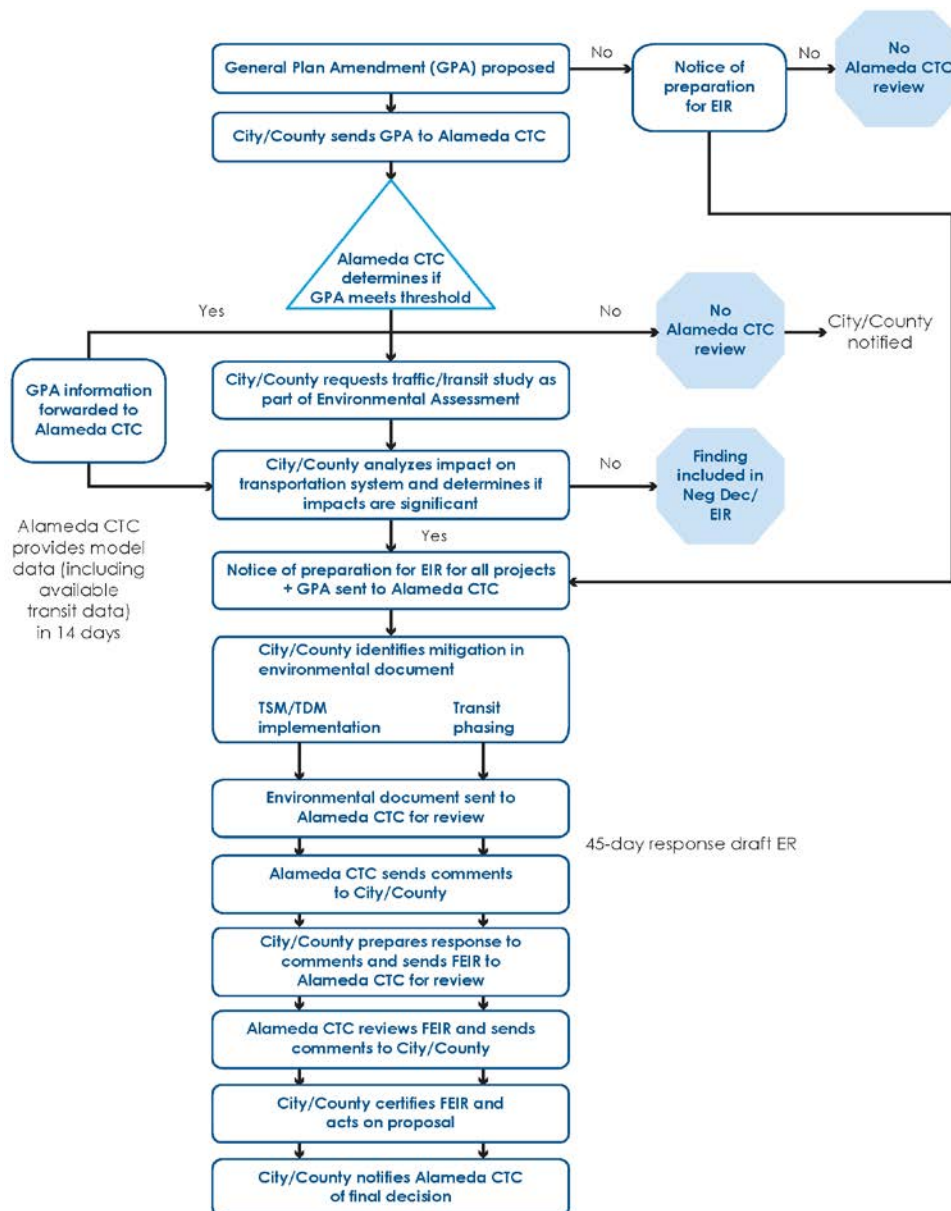 General Plan Amendment (GPA) proposed
No
Notice of
preparation
for EIR
No
No
Alameda CTC
review
City/County sends GPA to Alameda CTC
Alameda CTC
determines if
GPA meets threshold
Yes
No
No
Alameda CTC
review
City/County
notified
GPA information
forwarded to
Alameda CTC
City/County requests traffic/transit study as
part of Environmental Assessment
City/County analyzes impact on
transportation system and determines if
impacts are significant
No
Finding
included in
Neg Dec/
EIR
Alameda CTC
provides model
data (including
available
transit data)
in 14 days
Yes
Notice of preparation for EIR for all projects
+ GPA sent to Alameda CTC
City/County identifies mitigation in
environmental document
TSM/TDM
implementation
Transit
phasing
Environmental document sent to
Alameda CTC for review
45-day response draft ER
Alameda CTC sends comments
to City/County
City/County prepares response to
comments and sends FEIR to
Alameda CTC for review
Alameda CTC reviews FEIR and sends
comments to City/County
City/County certifies FEIR and
acts on proposal
City/County notifies Alameda CTC
of final decision